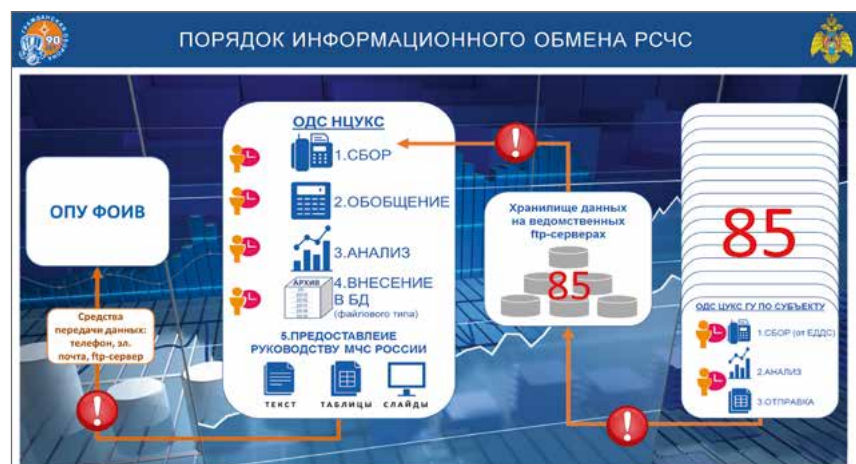 ПОРЯДОК ИНФОРМАЦИОННОГО ОБМЕНА РСЧС
90
ОПУ ФОИВ
Средства
передачи данных:
телефон, эл.
почта, ftp-сервер
ОДС НЦУКС
1.СБОР
2.ОБОБЩЕНИЕ
3.АНАЛИЗ
АРХИВ
4.ВНЕСЕНИЕ
В БД
(файлового типа)
5.ПРЕДОСТАВЛЕИЕ
РУКОВОДСТВУ МЧС РОССИИ
ТЕКСТ ТАБЛИЦЫ СЛАЙДЫ
Хранилище данных
на ведомственных
ftp-серверах
85
85
ОДС ЦУКС ГУ ПО СУБЪЕКТУ
1.СБОР (от ЕДДС)
2.АНАЛИЗ
3.ОТПРАВКА